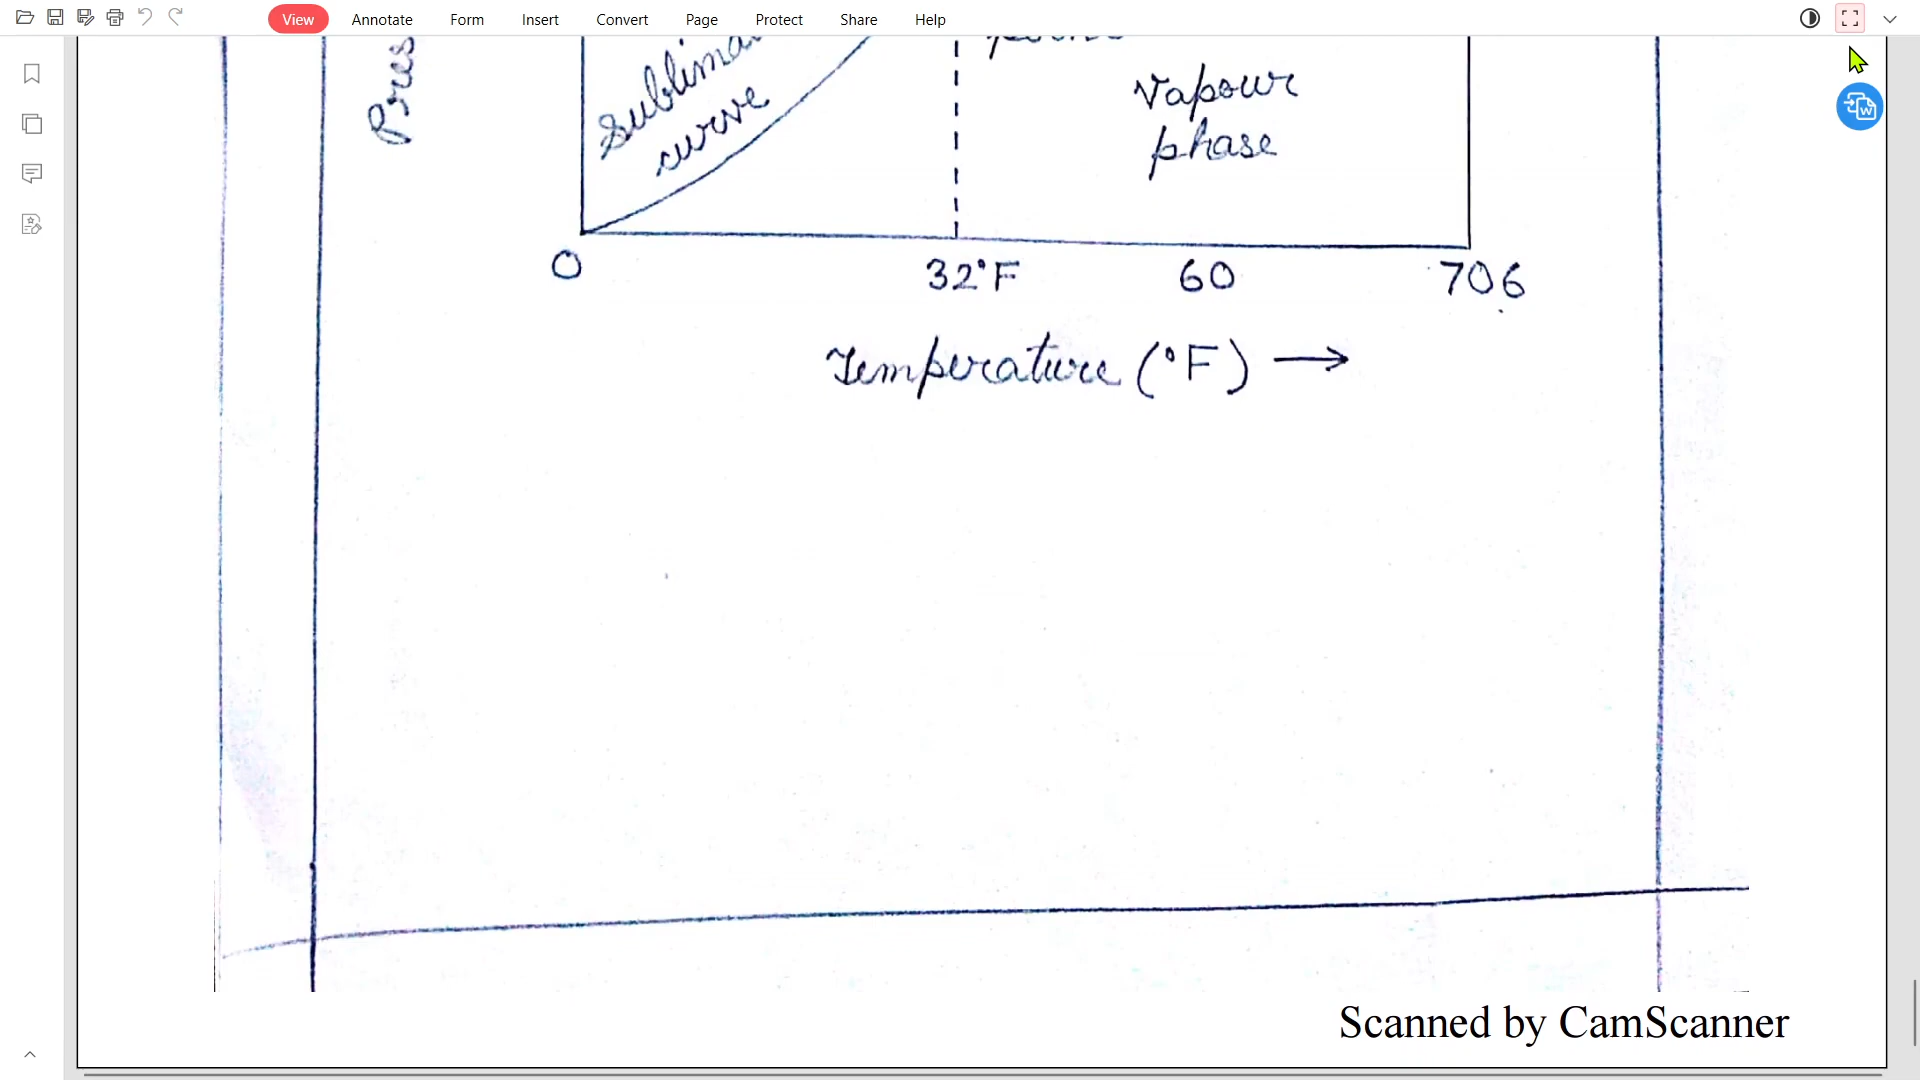 View Annotate Form Insert Convert Page Protect Share Help
Vapour
phase
curve
0 32°F 60 706
Temperature (°F) →
Scanned by CamScanner